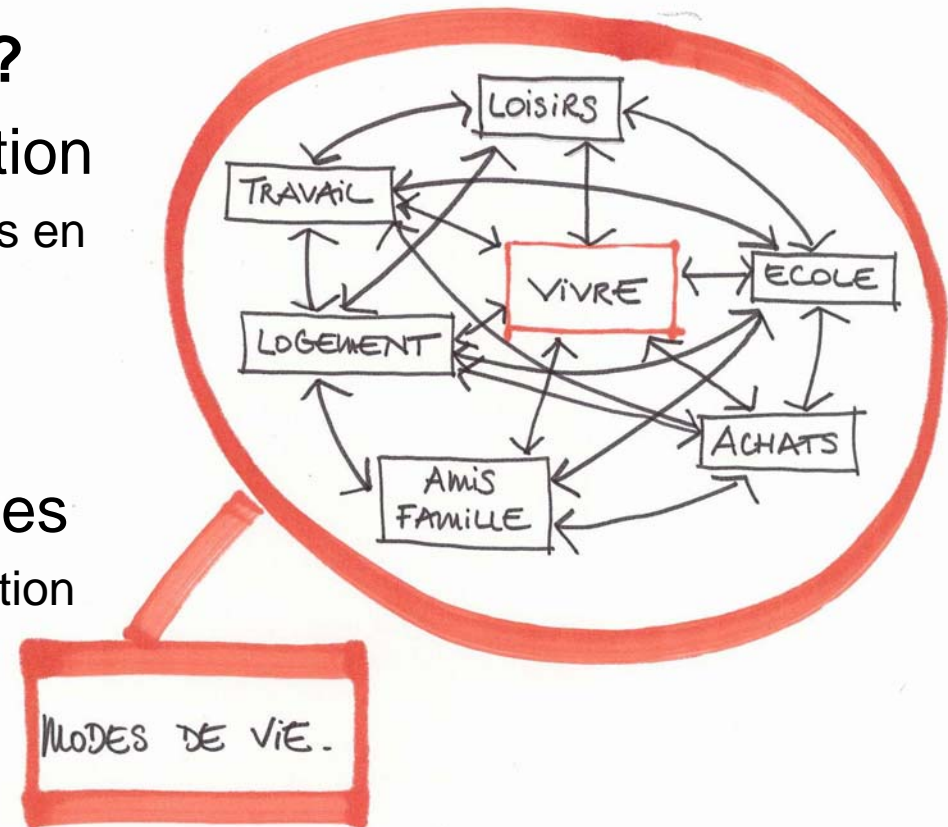 ?
tion
s en
es
tion
LOISIRS
TRAVAIL
VIVRE
ECOLE
LOGEMENT
ACHATS
AMIS
FAMILLE
MODES DE VIE.